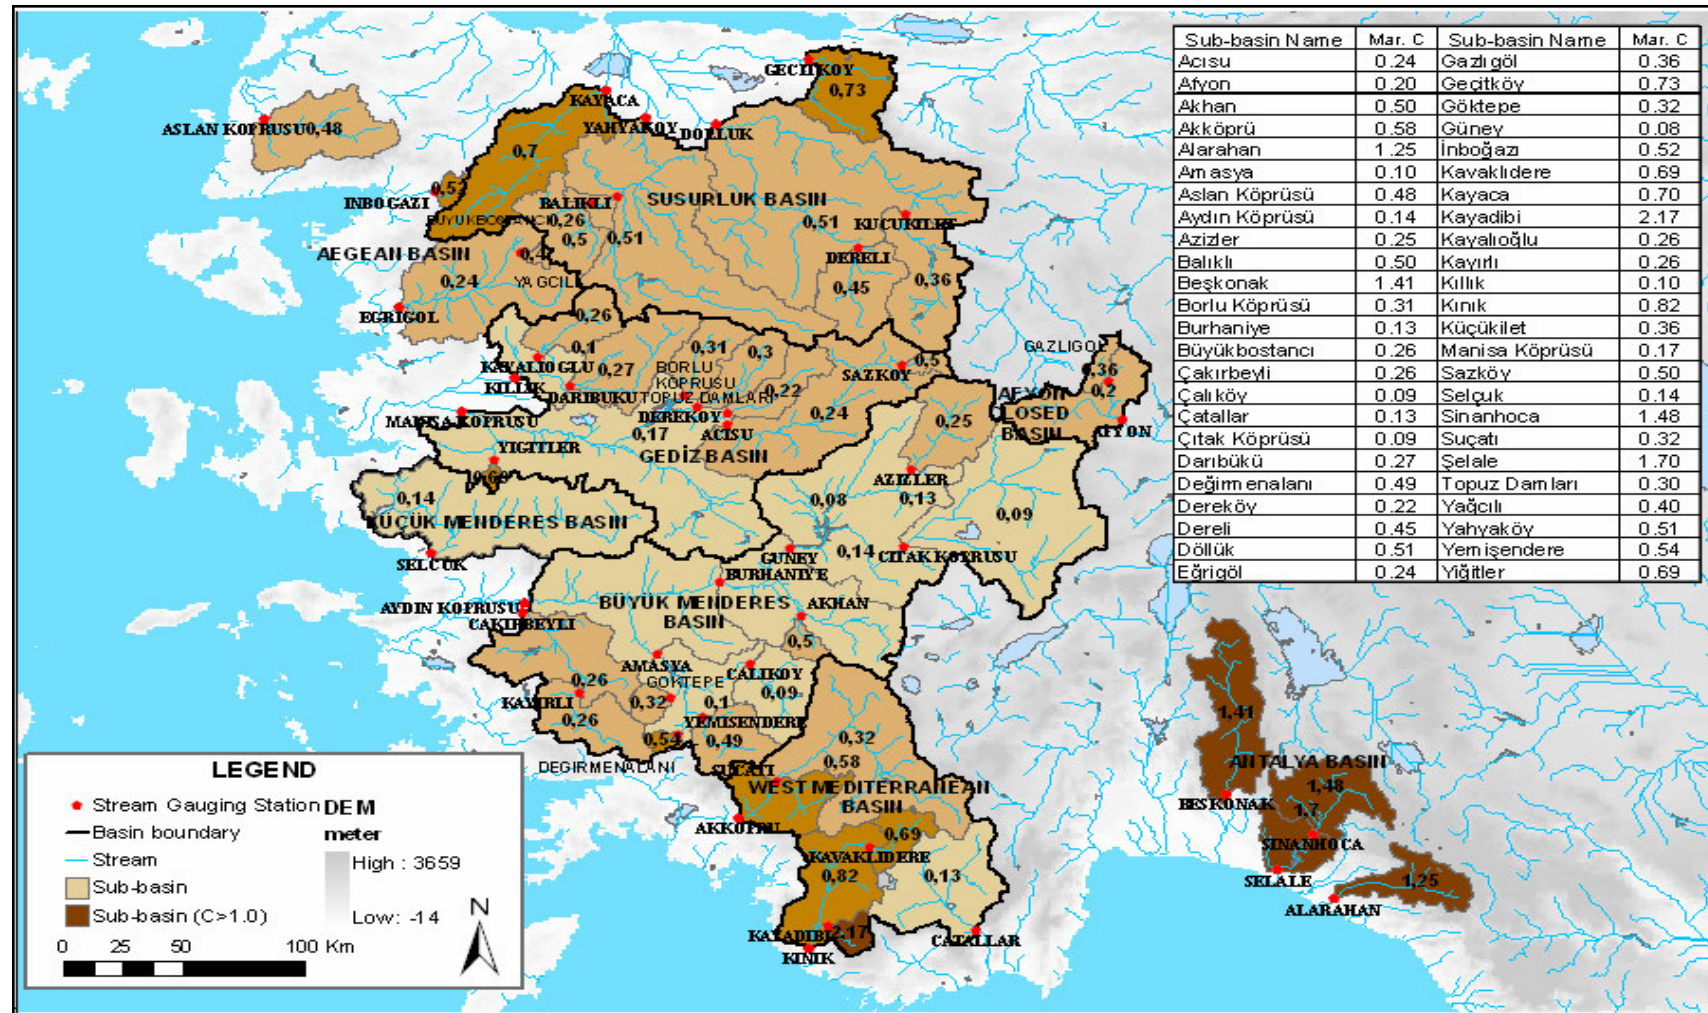 Sub-basin Name Mar. C Sub-basin Name Mar. C
Acısu 0.24 Gazlıgöl 0.36
Afyon 0.20 Geçitköy 0.73
Akhan 0.50 Göktepe 0.32
Akköprü 0.58 Güney 0.08
Alarahan 1.25 İnboğazı 0.52
Amasya 0.10 Kavaklıdere 0.69
Aslan Köprüsü 0.48 Kayaca 0.70
Aydın Köprüsü 0.14 Kayadibi 2.17
Azizler 0.25 Kayalıoğlu 0.26
Balıklı 0.50 Kayırlı 0.26
Beşkonak 1.41 Kıllık 0.10
Borlu Köprüsü 0.31 Kınık 0.82
Burhaniye 0.13 Küçükilet 0.36
Büyükbostancı 0.26 Manisa Köprüsü 0.17
Çakırbeyli 0.26 Sazköy 0.50
Çalıköy 0.09 Selçuk 0.14
Çatallar 0.13 Sinanhoca 1.48
Çıtak Köprüsü 0.09 Suçatı 0.32
Darıbükü 0.27 Şelale 1.70
Değirmenalanı 0.49 Topuz Damları 0.30
Dereköy 0.22 Yağcılı 0.40
Dereli 0.45 Yahyaköy 0.51
Döllük 0.51 Yemişendere 0.54
Eğrigöl 0.24 Yiğitler 0.69
GECITKOY
0,73
KAYACA
ASLAN KOPRUSU 0,48
YAHYAKOY DOLLUK
0,7
INBOGAZI
BALIKLI
SUSURLUK BASIN
BUYUKBOSTANCI 0,26
0,51
0,5 0,51
AEGEAN BASIN
DERELI
0,24
YAGCILI
0,45
0,36
EGRIGOL
0,26
0,1
0,31
0,3
GAZLIGOL
KAYALIOGLU
0,27
BORLU
KOPRUSU
SAZKOY
0,5
0,36
KILLIK
DARIBUKU
TOPUZ DAMLARI
0,22
0,2
MANISA KOPRUSU
DEREKOY
0,24
0,25
AFYON
CLOSED
BASIN
AFYON
ACISU
0,17
GEDIZ BASIN
YIGITLER
AZIZLER
0,14
0,08
0,13
0,09
KÜÇÜK MENDERES BASIN
SELCUK
GUNEY
0,14
CITAK KOPRUSU
BURHANIYE
AYDIN KOPRUSU
BÜYÜK MENDERES
BASIN
AKHAN
CAKIRBEYLI
0,5
AMASYA
CALIKOY
0,26
GOKTEPE
0,09
KAYIRLI
0,32
0,1
0,26
YEMISENDERE
0,54
0,49
0,32
DEGIRMENALANI
SUCATI
0,58
WEST MEDITERRANEAN
BASIN
AKKOPRU
0,69
KAVAKLIDERE
0,82
0,13
KAYADIBI
2,17
CATALLAR
KINIK
1,41
ANTALYA BASIN
1,48
BESKONAK
1,7
SINANHOCA
SELALE
1,25
ALARAHAN
LEGEND
Stream Gauging Station
Basin boundary
Stream
Sub-basin
Sub-basin (C>1.0)
DEM
meter
High : 3659
Low: -14
N
0 25 50 100 Km